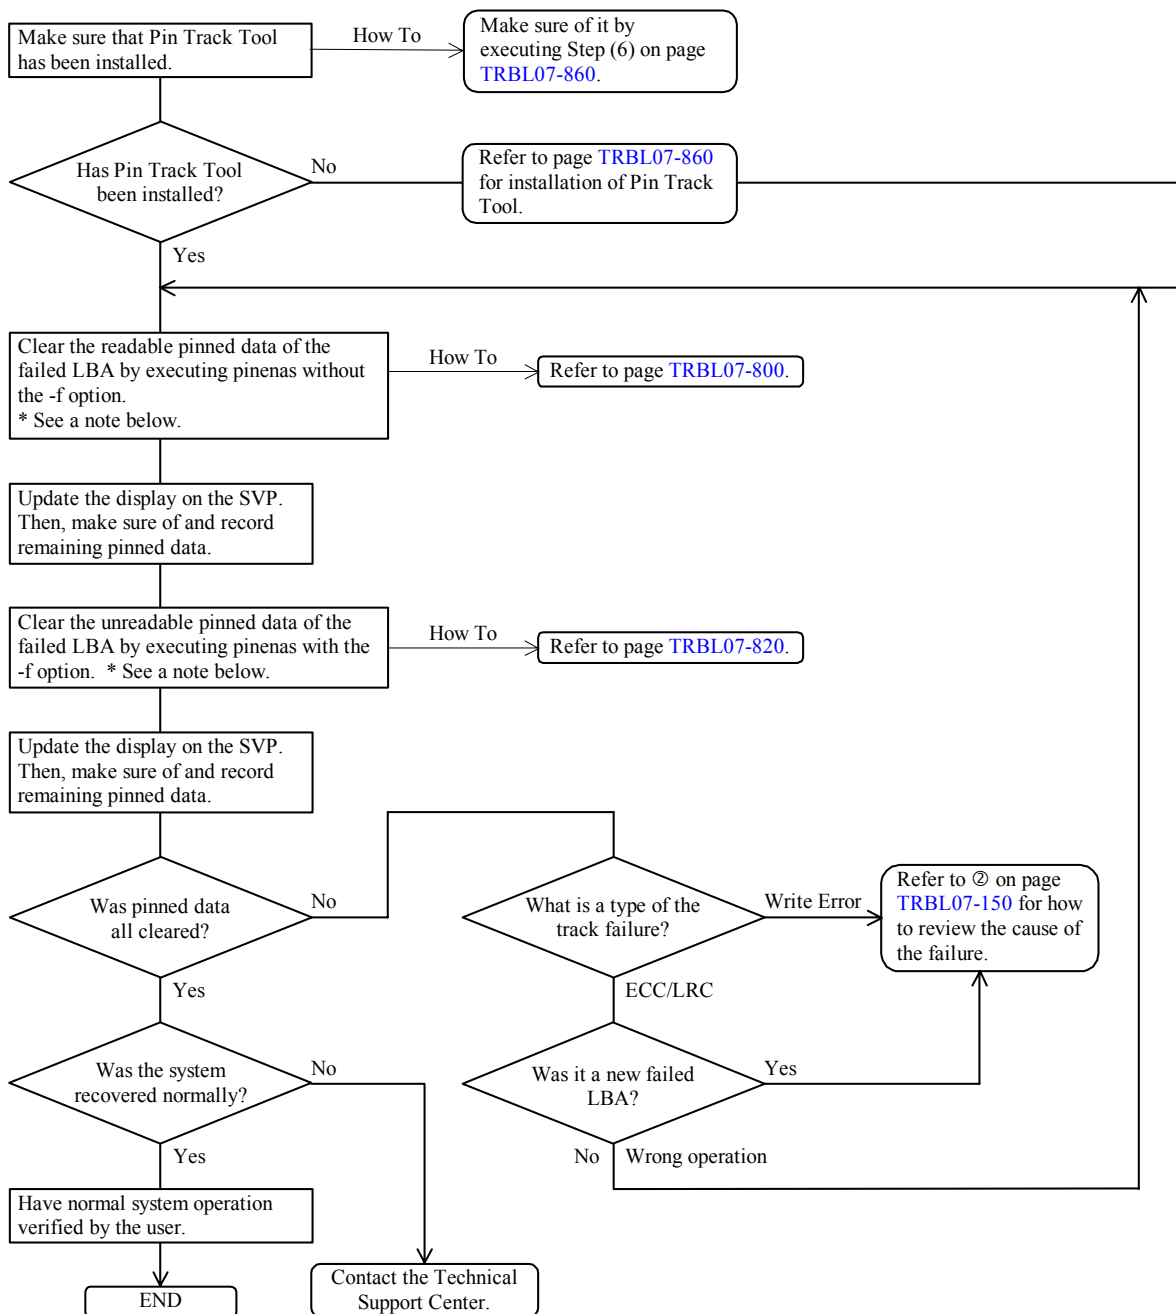 Make sure that Pin Track Tool
has been installed.
How To
Make sure of it by
executing Step (6) on page
TRBL07-860.
Has Pin Track Tool
been installed?
No
Refer to page TRBL07-860
for installation of Pin Track
Tool.
Yes
Clear the readable pinned data of the
failed LBA by executing pinenas without
the -f option.
* See a note below.
How To
Refer to page TRBL07-800.
Update the display on the SVP.
Then, make sure of and record
remaining pinned data.
Clear the unreadable pinned data of the
failed LBA by executing pinenas with the
-f option.  * See a note below.
How To
Refer to page TRBL07-820.
Update the display on the SVP.
Then, make sure of and record
remaining pinned data.
Was pinned data
all cleared?
No
What is a type of the
track failure?
Write Error
Refer to ② on page
TRBL07-150 for how
to review the cause of
the failure.
Yes
ECC/LRC
Was the system
recovered normally?
No
Was it a new failed
LBA?
Yes
Yes
No
Wrong operation
Have normal system operation
verified by the user.
END
Contact the Technical
Support Center.